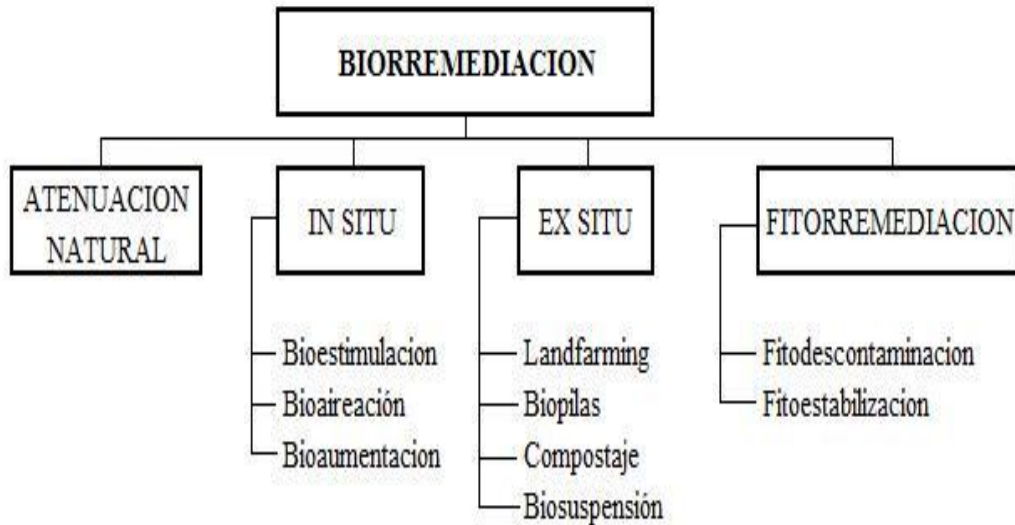 BIORREMEDIACION
ATENUACION
NATURAL
IN SITU
Bioestimulacion
Bioaireación
Bioaumentacion
EX SITU
Landfarming
Biopilas
Compostaje
Biosuspensión
FITORREMEDIACION
Fitodescontaminacion
Fitoestabilizacion